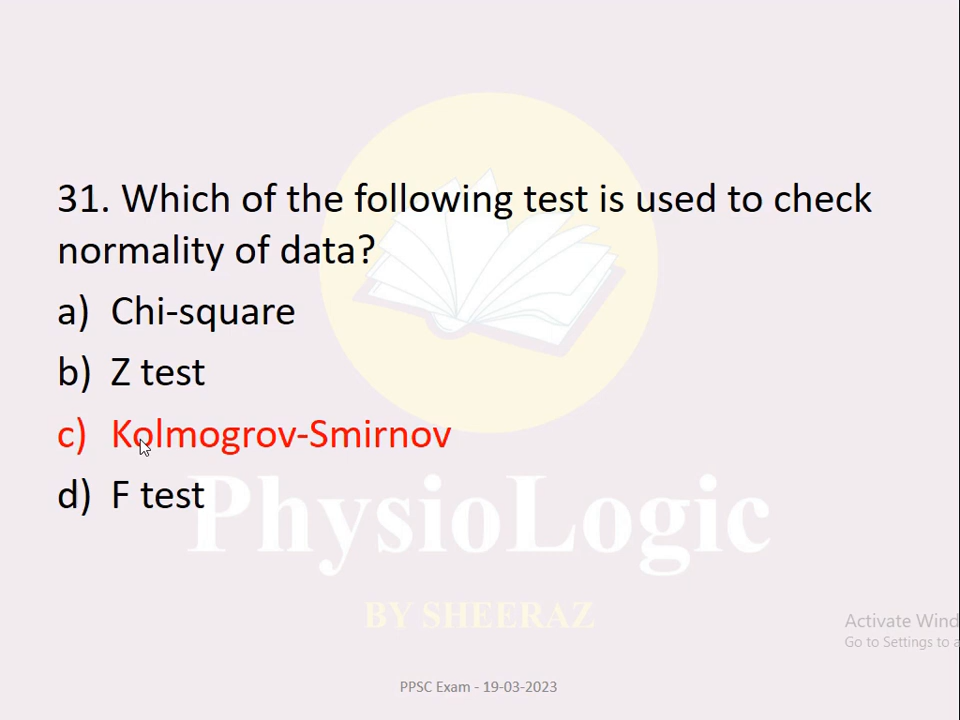 31. Which of the following test is used to check
normality of data?
a) Chi-square
b) Z test
c) Kolmogrov-Smirnov
d) F test
PhysioLogic
BY SHEERAZ
Activate Wind
Go to Settings to a
PPSC Exam - 19-03-2023